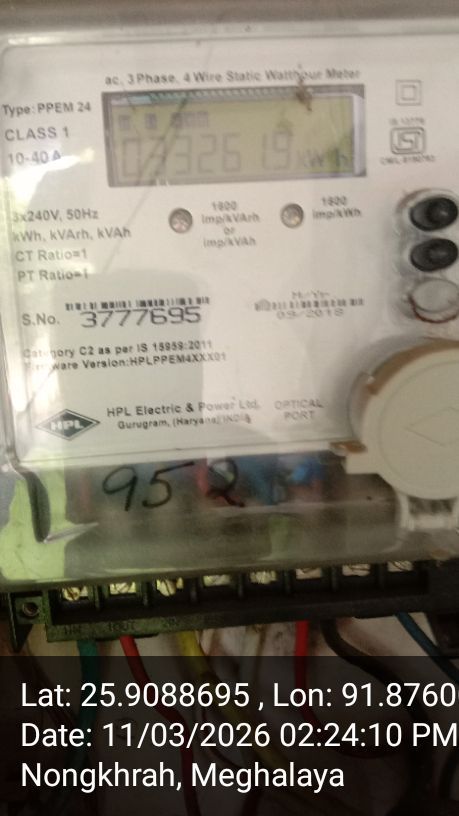 ac, 3 Phase, 4 Wire Static Watthour Meter
Type: PPEM 24
CLASS 1
10-40 A
033261.9 kWh
IS 13779
3x240V, 50Hz
kWh, kVArh, kVAh
CT Ratio=1
PT Ratio=1
1600
imp/kVArh
or
imp/kVAh
1600
imp/kWh
S.No. 3777695
09/2018
Category C2 as per IS 15959:2011
Firmware Version:HPLPPEM4XXX01
HPL
HPL Electric & Power Ltd.
Gurugram, (Haryana) INDIA
OPTICAL
PORT
952
Lat: 25.9088695 , Lon: 91.8760
Date: 11/03/2026 02:24:10 PM
Nongkhrah, Meghalaya